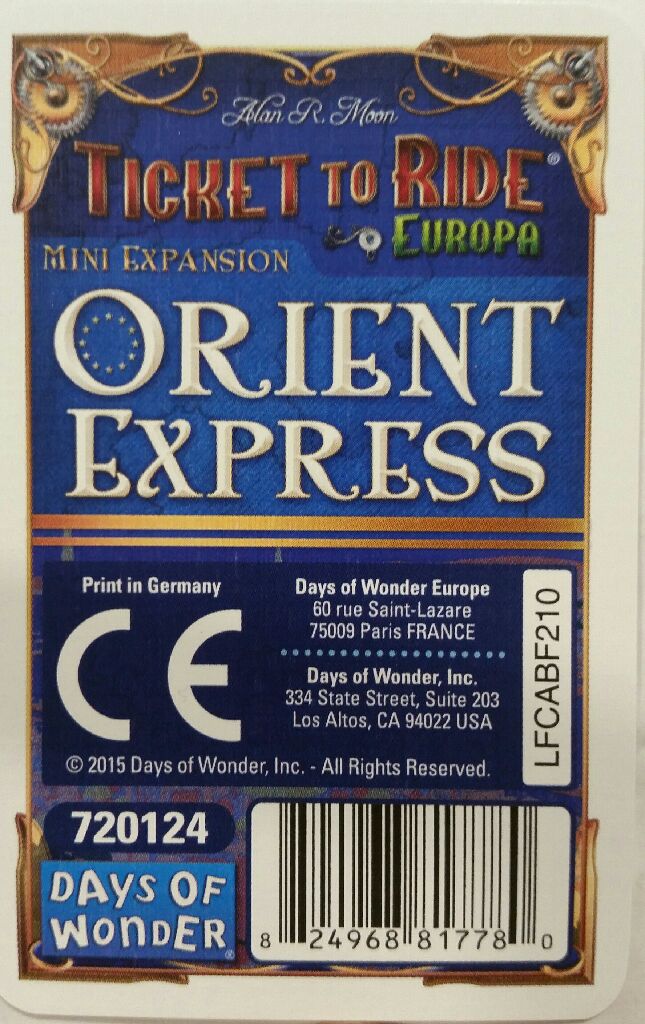 Alan R. Moon
TICKET TO RIDE®
EUROPA
MINI EXPANSION
ORIENT
EXPRESS
Print in Germany
CE
Days of Wonder Europe
60 rue Saint-Lazare
75009 Paris FRANCE
Days of Wonder, Inc.
334 State Street, Suite 203
Los Altos, CA 94022 USA
© 2015 Days of Wonder, Inc. - All Rights Reserved.
LFCABF210
720124
DAYS OF
WONDER®
8 24968 81778 0